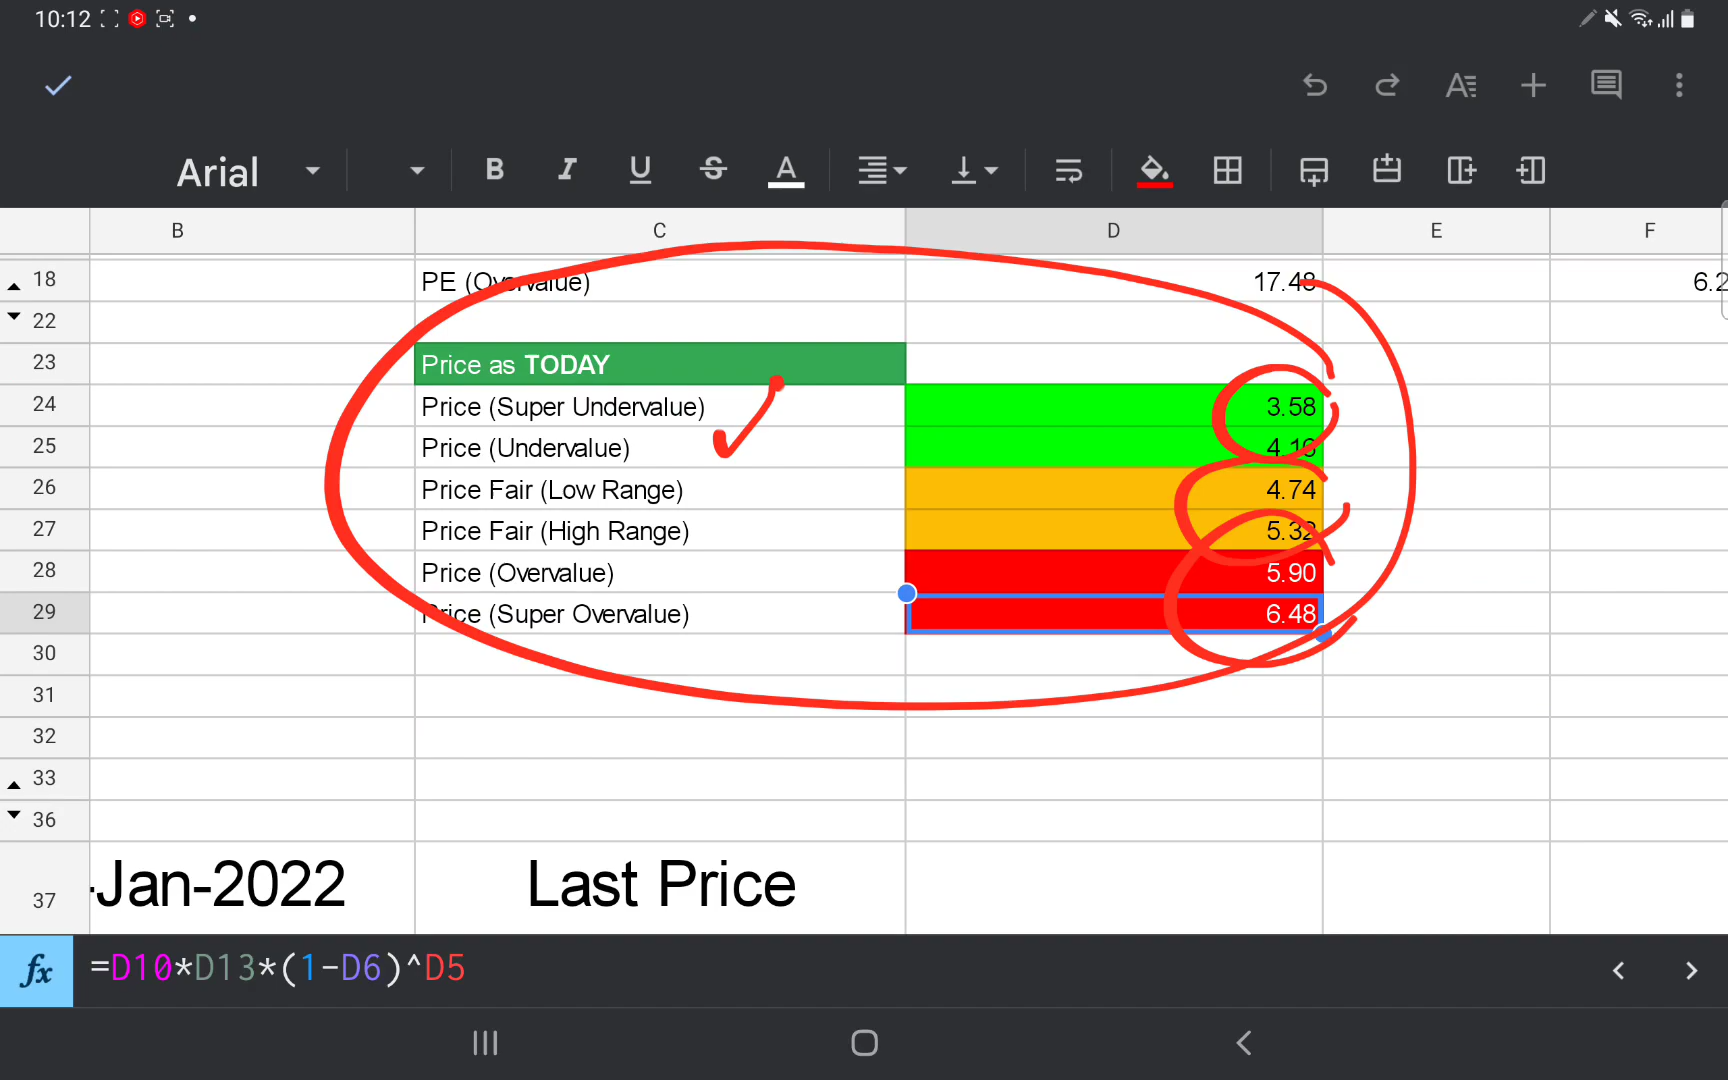 10:12
Arial
B I U S A
B C D E F
18 PE (Overvalue) 17.48 6.2
22
23 Price as TODAY
24 Price (Super Undervalue) 3.58
25 Price (Undervalue) 4.16
26 Price Fair (Low Range) 4.74
27 Price Fair (High Range) 5.32
28 Price (Overvalue) 5.90
29 Price (Super Overvalue) 6.48
30
31
32
33
36
37 -Jan-2022 Last Price
fx =D10*D13*(1-D6)^D5